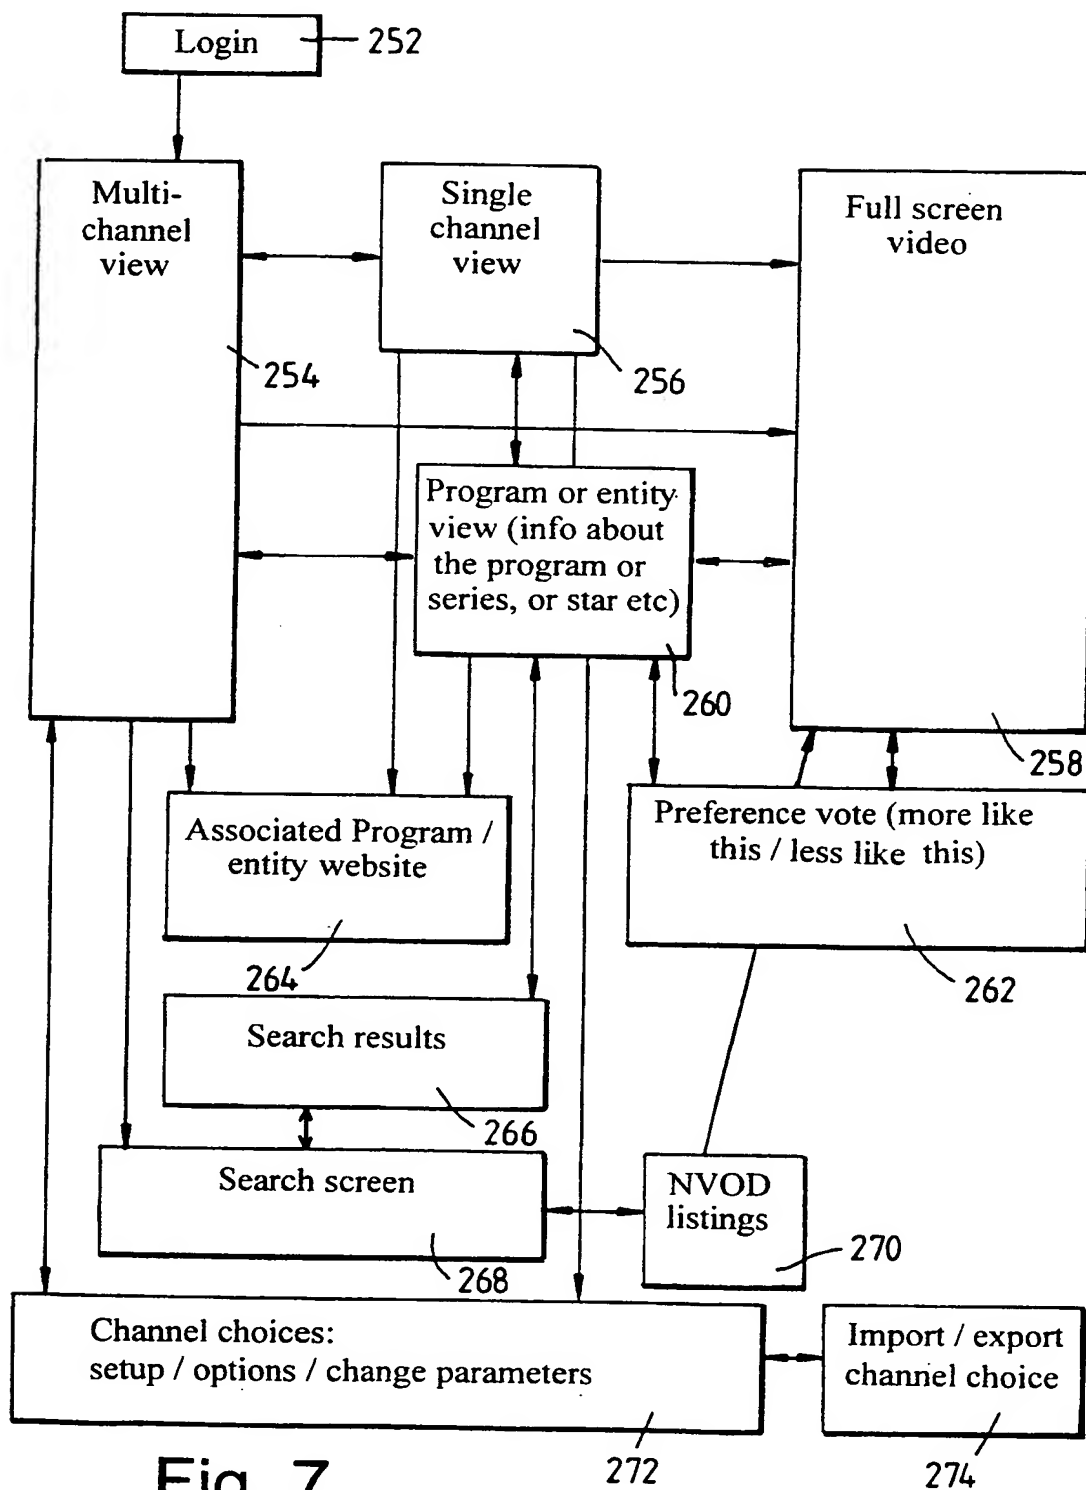 Login
252
Multi-
channel
view
254
Single
channel
view
256
Full screen
video
258
Program or entity
view (info about
the program or
series, or star etc)
260
Associated Program /
entity website
264
Preference vote (more like
this / less like this)
262
Search results
266
Search screen
268
NVOD
listings
270
Channel choices:
setup / options / change parameters
272
Import / export
channel choice
274
Fig. 7